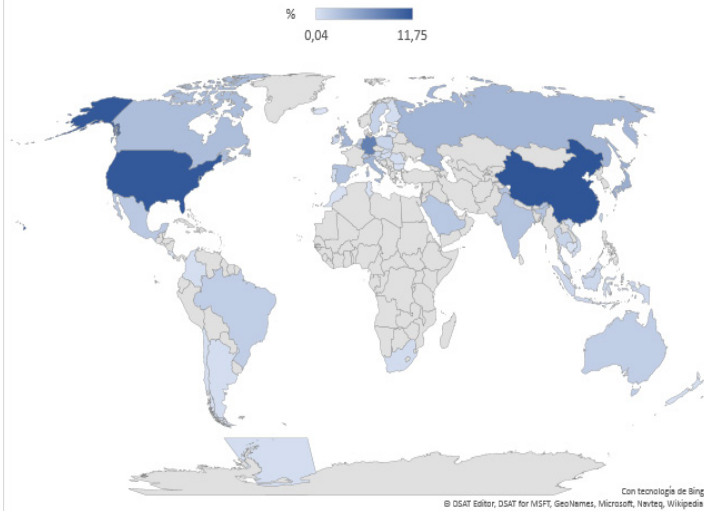 %
0,04 11,75
Con tecnología de Bing
© DSAT Editor, DSAT for MSFT, GeoNames, Microsoft, Navteq, Wikipedia